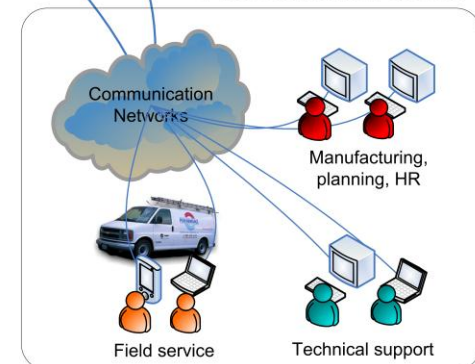 Communication
Networks
Manufacturing,
planning, HR
Field service
Technical support